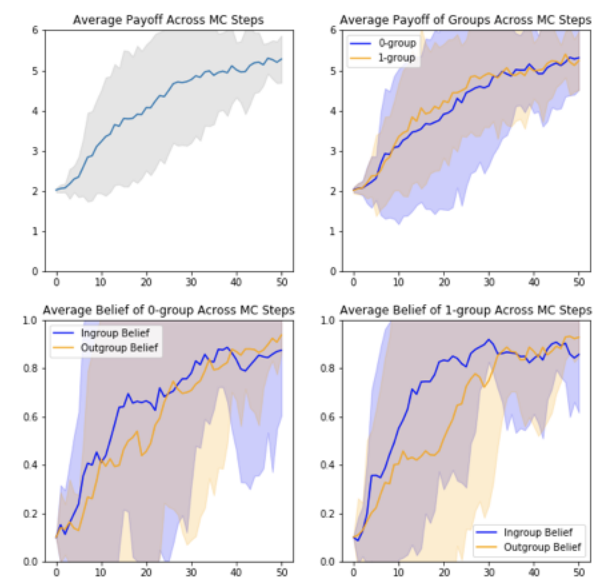 Average Payoff Across MC Steps
6
5
4
3
2
1
0
0 10 20 30 40 50
Average Payoff of Groups Across MC Steps
0-group
1-group
6
5
4
3
2
1
0
0 10 20 30 40 50
Average Belief of 0-group Across MC Steps
Ingroup Belief
Outgroup Belief
1.0
0.8
0.6
0.4
0.2
0.0
0 10 20 30 40 50
Average Belief of 1-group Across MC Steps
1.0
0.8
0.6
0.4
0.2
0.0
Ingroup Belief
Outgroup Belief
0 10 20 30 40 50